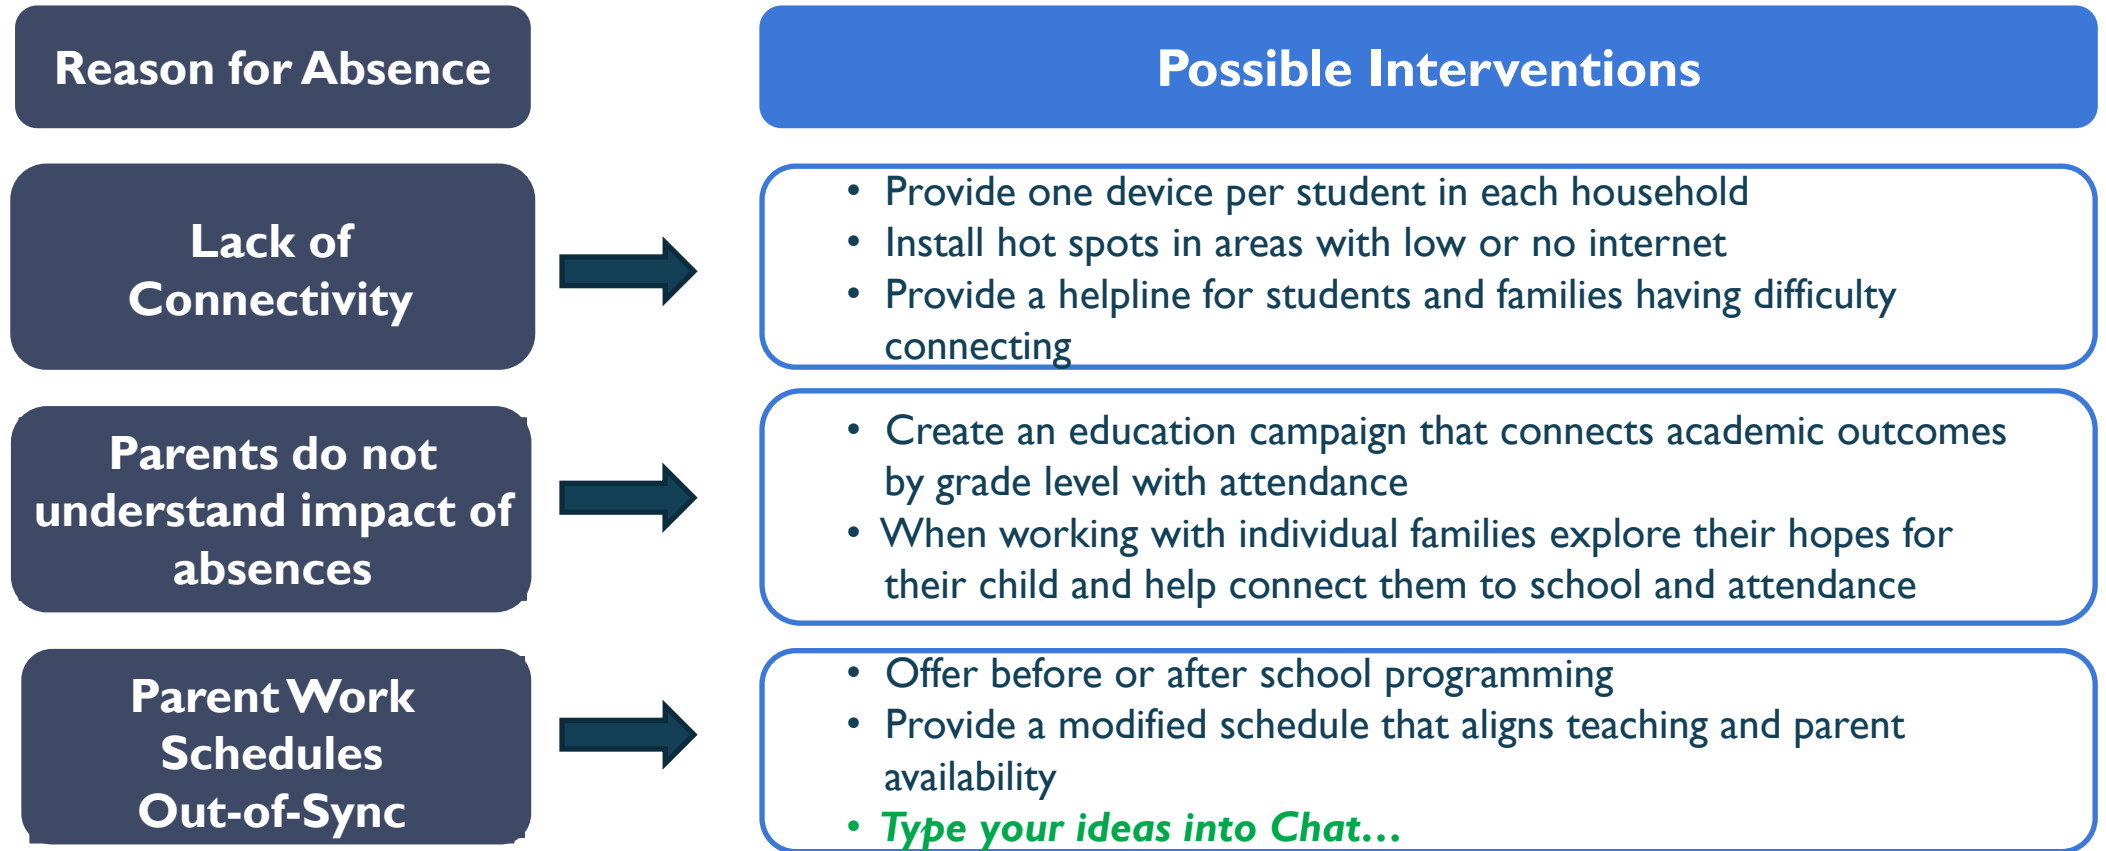 Reason for Absence
Possible Interventions
Lack of
Connectivity
• Provide one device per student in each household
• Install hot spots in areas with low or no internet
• Provide a helpline for students and families having difficulty
connecting
Parents do not
understand impact of
absences
• Create an education campaign that connects academic outcomes
by grade level with attendance
• When working with individual families explore their hopes for
their child and help connect them to school and attendance
Parent Work
Schedules
Out-of-Sync
• Offer before or after school programming
• Provide a modified schedule that aligns teaching and parent
availability
• Type your ideas into Chat…